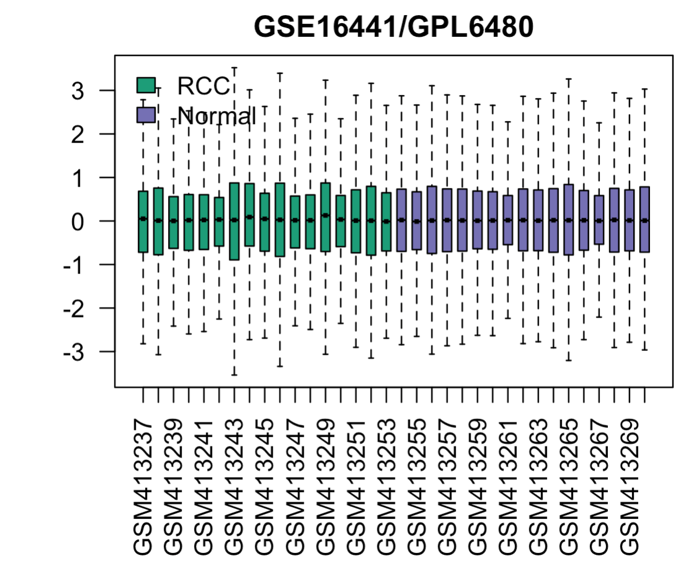 GSE16441/GPL6480
RCC
Normal
3
2
1
0
-1
-2
-3
GSM413237
GSM413239
GSM413241
GSM413243
GSM413245
GSM413247
GSM413249
GSM413251
GSM413253
GSM413255
GSM413257
GSM413259
GSM413261
GSM413263
GSM413265
GSM413267
GSM413269